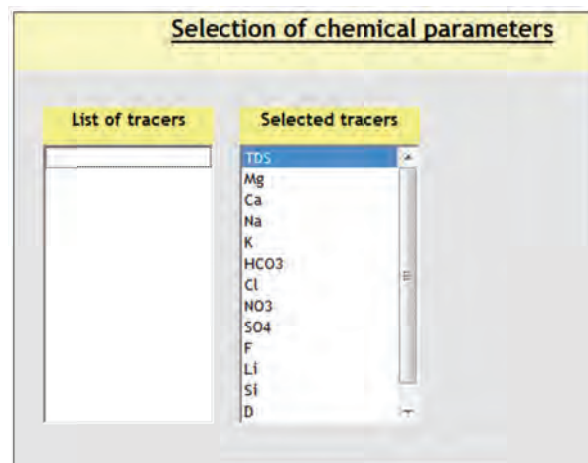 Selection of chemical parameters
List of tracers
Selected tracers
TDS
Mg
Ca
Na
K
HCO3
Cl
NO3
SO4
F
Li
Si
D